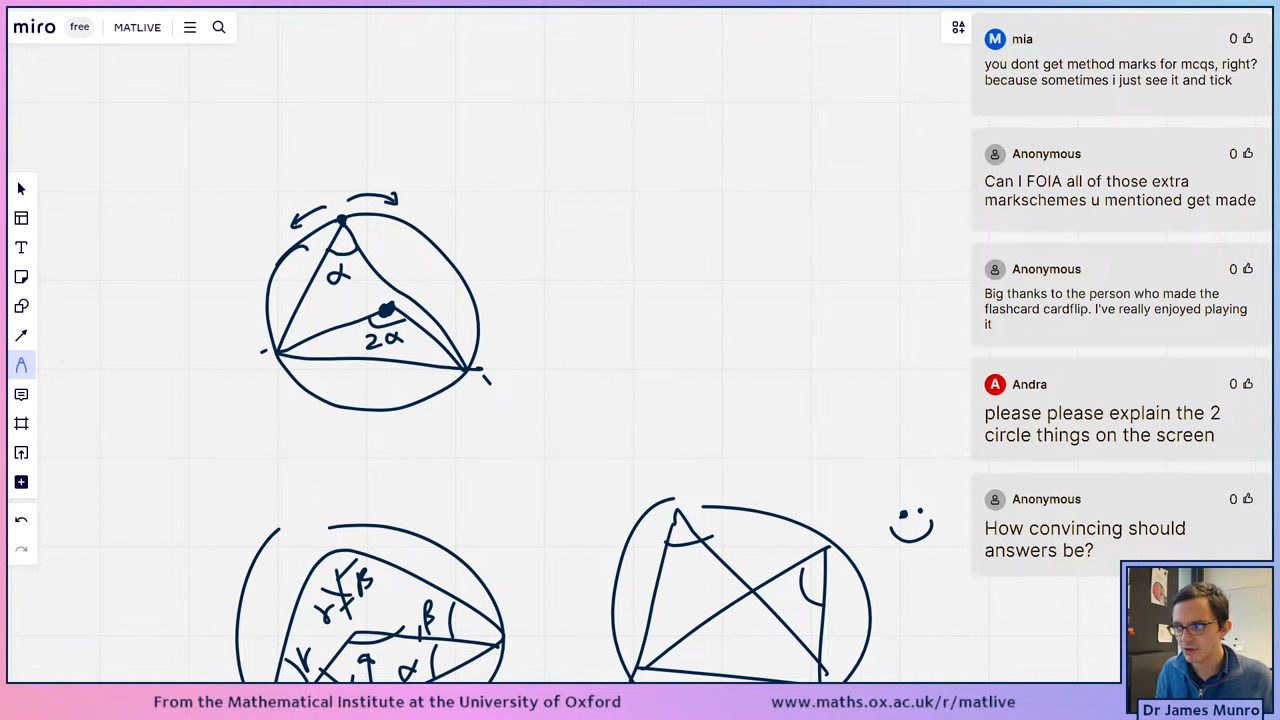 miro
free
MATLIVE
M mia
0
you dont get method marks for mcqs, right?
because sometimes i just see it and tick
Anonymous
0
Can I FOIA all of those extra
markschemes u mentioned get made
Anonymous
0
Big thanks to the person who made the
flashcard cardflip. I've really enjoyed playing
it
A Andra
0
please please explain the 2
circle things on the screen
Anonymous
0
How convincing should
answers be?
T
α
2α
β
γ
β
γ
α
From the Mathematical Institute at the University of Oxford
www.maths.ox.ac.uk/r/matlive
Dr James Munro